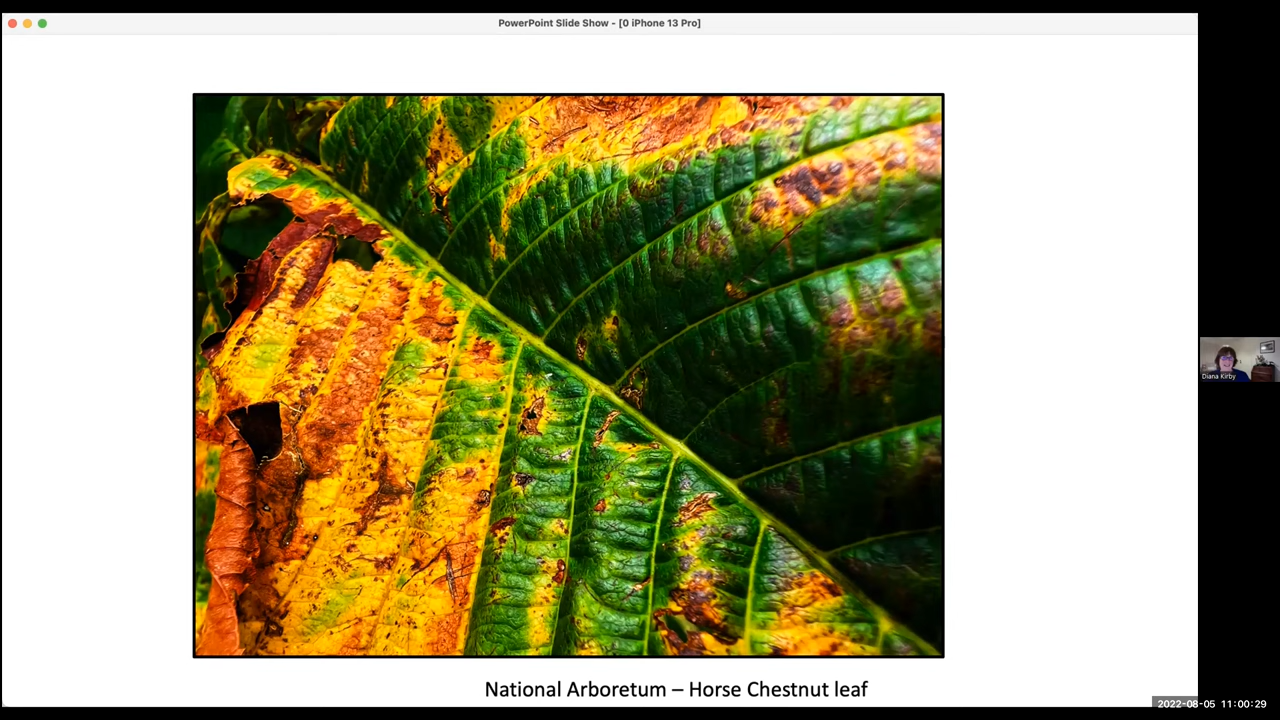 PowerPoint Slide Show - [0 iPhone 13 Pro]
Diana Kirby
National Arboretum – Horse Chestnut leaf
2022-08-05 11:00:29